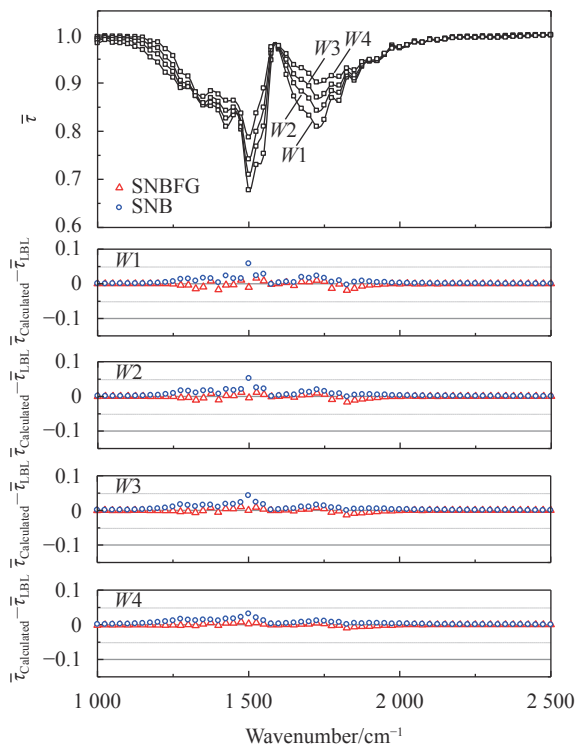 1.0
0.9
0.8
0.7
0.6
τ̅
W3
W4
W2
W1
SNBFG
SNB
W1
0.1
0
−0.1
τ̅Calculated−τ̅LBL
W2
0.1
0
−0.1
τ̅Calculated−τ̅LBL
W3
0.1
0
−0.1
τ̅Calculated−τ̅LBL
W4
0.1
0
−0.1
τ̅Calculated−τ̅LBL
1 000
1 500
2 000
2 500
Wavenumber/cm⁻¹